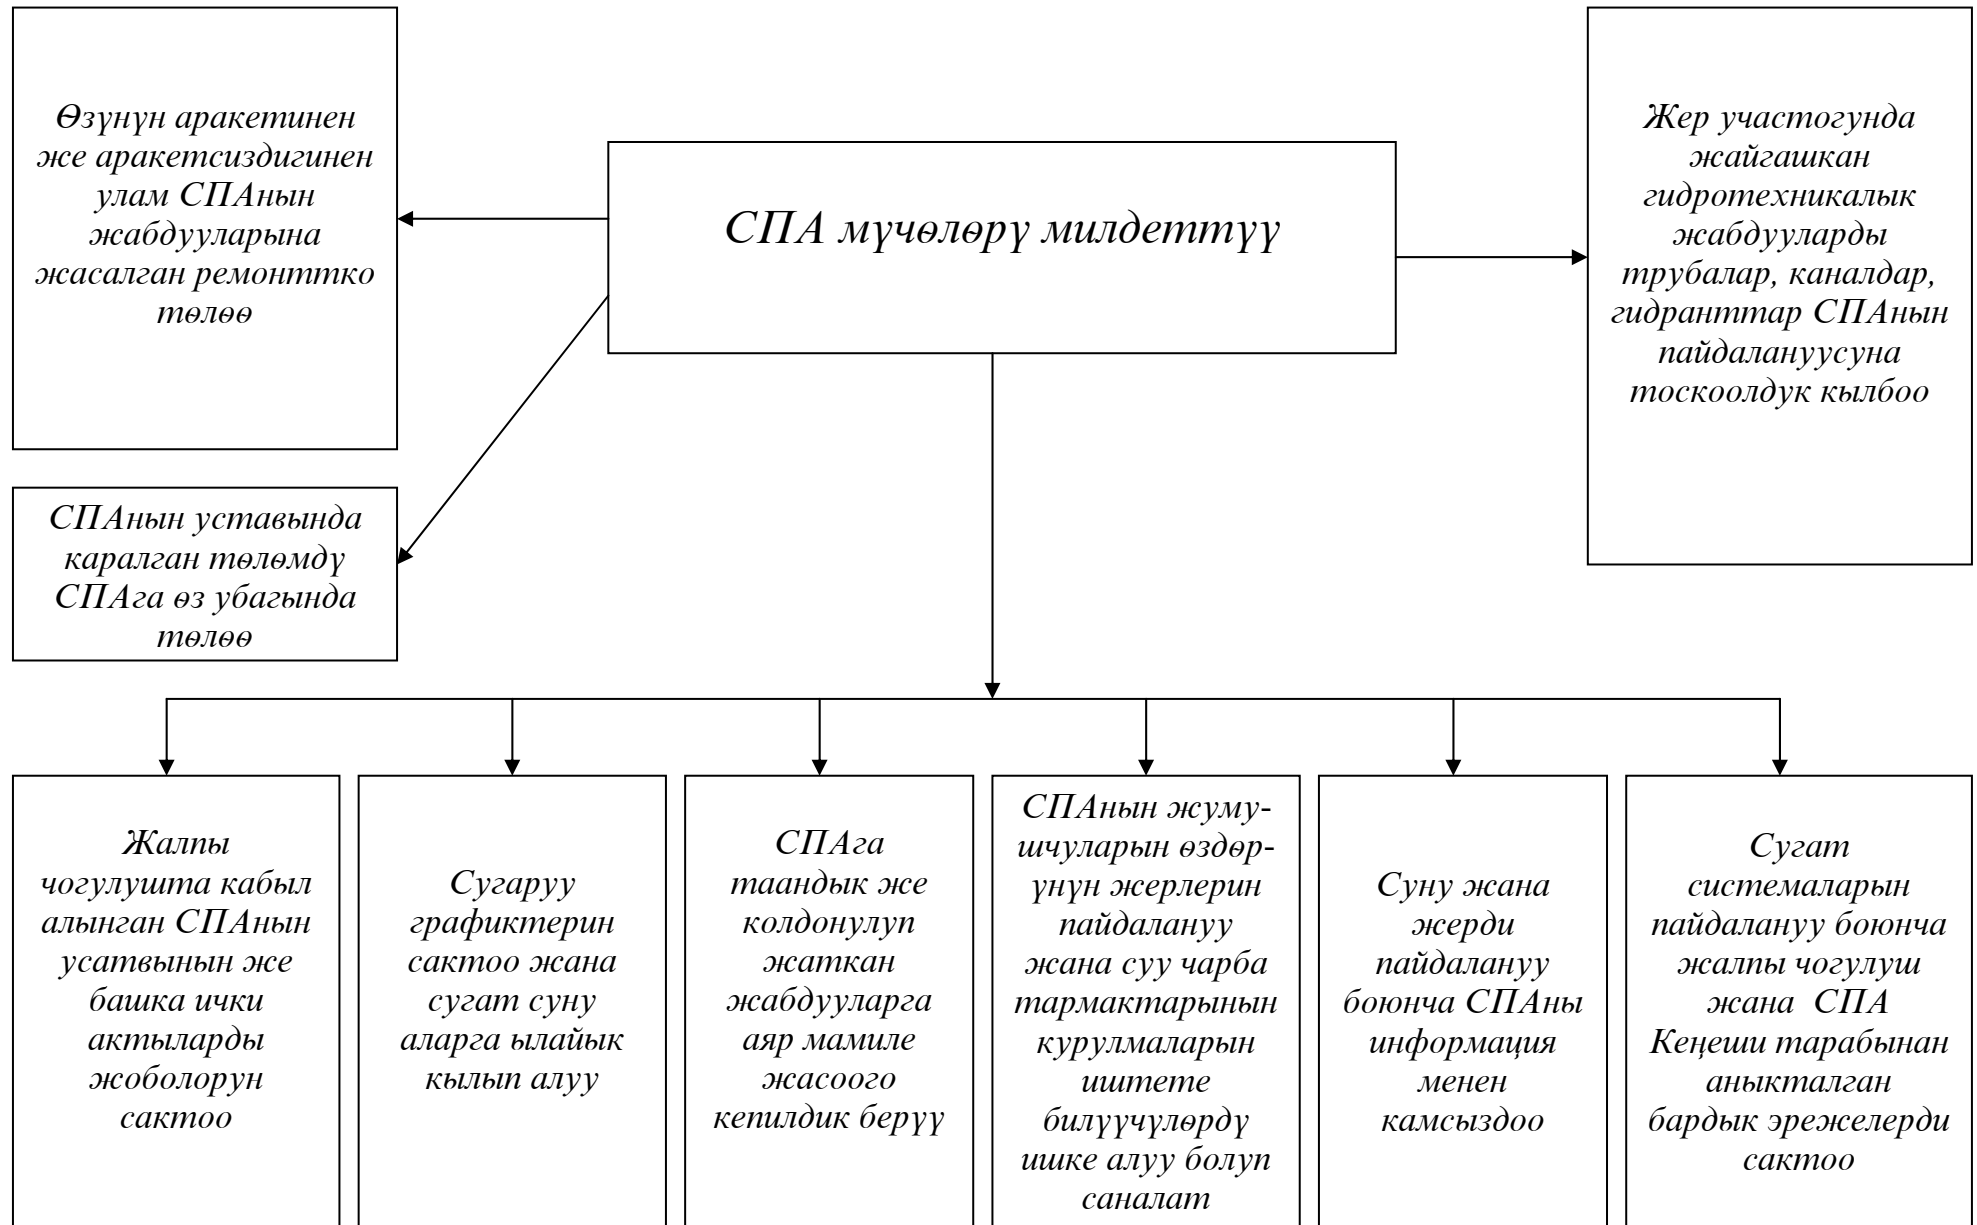 Өзүнүн аракетинен
же аракетсиздигинен
улам СПАнын
жабдууларына
жасалган ремонттко
төлөө
СПА мүчөлөрү милдеттүү
Жер участогунда
жайгашкан
гидротехникалык
жабдууларды
трубалар, каналдар,
гидранттар СПАнын
пайдалануусуна
тоскоолдук кылбоо
СПАнын уставында
каралган төлөмдү
СПАга өз убагында
төлөө
Жалпы
чогулушта кабыл
алынган СПАнын
усатвынын же
башка ички
актыларды
жоболорун
сактоо
Сугаруу
графиктерин
сактоо жана
сугат суну
аларга ылайык
кылып алуу
СПАга
таандык же
колдонулуп
жаткан
жабдууларга
аяр мамиле
жасоого
кепилдик берүү
СПАнын жуму-
шчуларын өздөр-
үнүн жерлерин
пайдалануу
жана суу чарба
тармактарынын
курулмаларын
иштете
билүүчүлөрдү
ишке алуу болуп
саналат
Суну жана
жерди
пайдалануу
боюнча СПАны
информация
менен
камсыздоо
Сугат
системаларын
пайдалануу боюнча
жалпы чогулуш
жана  СПА
Кеңеши тарабынан
аныкталган
бардык эрежелерди
сактоо